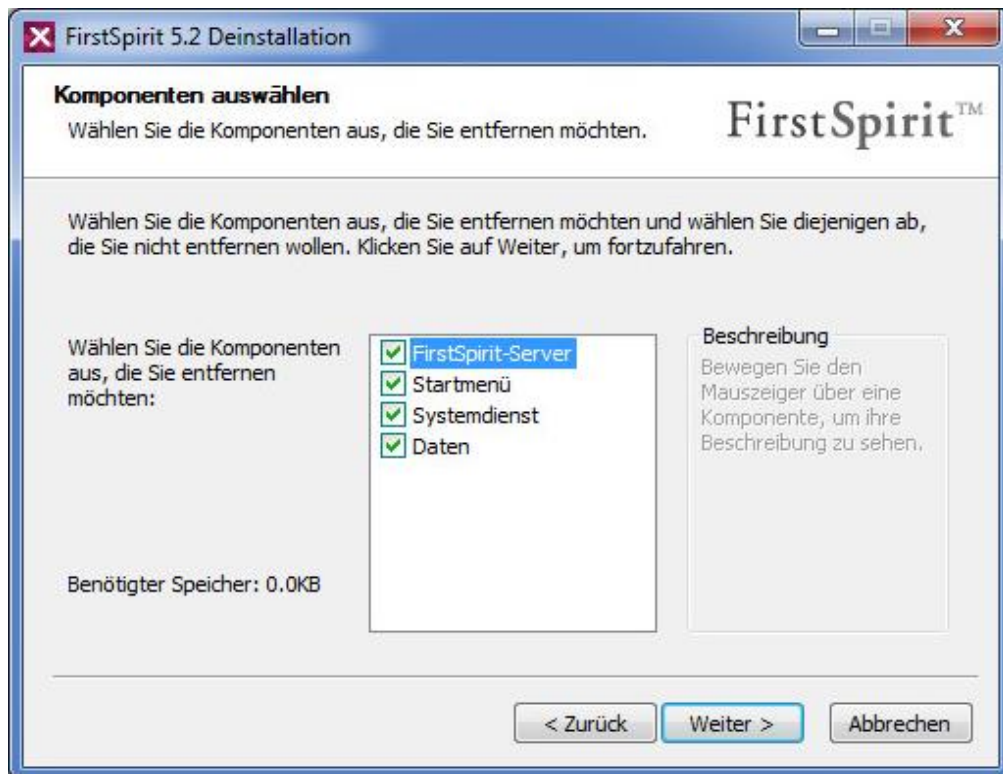 FirstSpirit 5.2 Deinstallation
Komponenten auswählen
Wählen Sie die Komponenten aus, die Sie entfernen möchten.
FirstSpirit™
Wählen Sie die Komponenten aus, die Sie entfernen möchten und wählen Sie diejenigen ab,
die Sie nicht entfernen wollen. Klicken Sie auf Weiter, um fortzufahren.
Wählen Sie die Komponenten
aus, die Sie entfernen
möchten:
FirstSpirit-Server
Startmenü
Systemdienst
Daten
Beschreibung
Bewegen Sie den
Mauszeiger über eine
Komponente, um ihre
Beschreibung zu sehen.
Benötigter Speicher: 0.0KB
< Zurück
Weiter >
Abbrechen